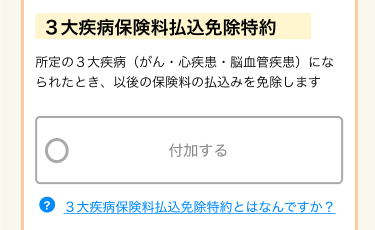 ３大疾病保険料払込免除特約
所定の３大疾病（がん・心疾患・脳血管疾患）にな
られたとき、以後の保険料の払込みを免除します
付加する
? ３大疾病保険料払込免除特約とはなんですか？